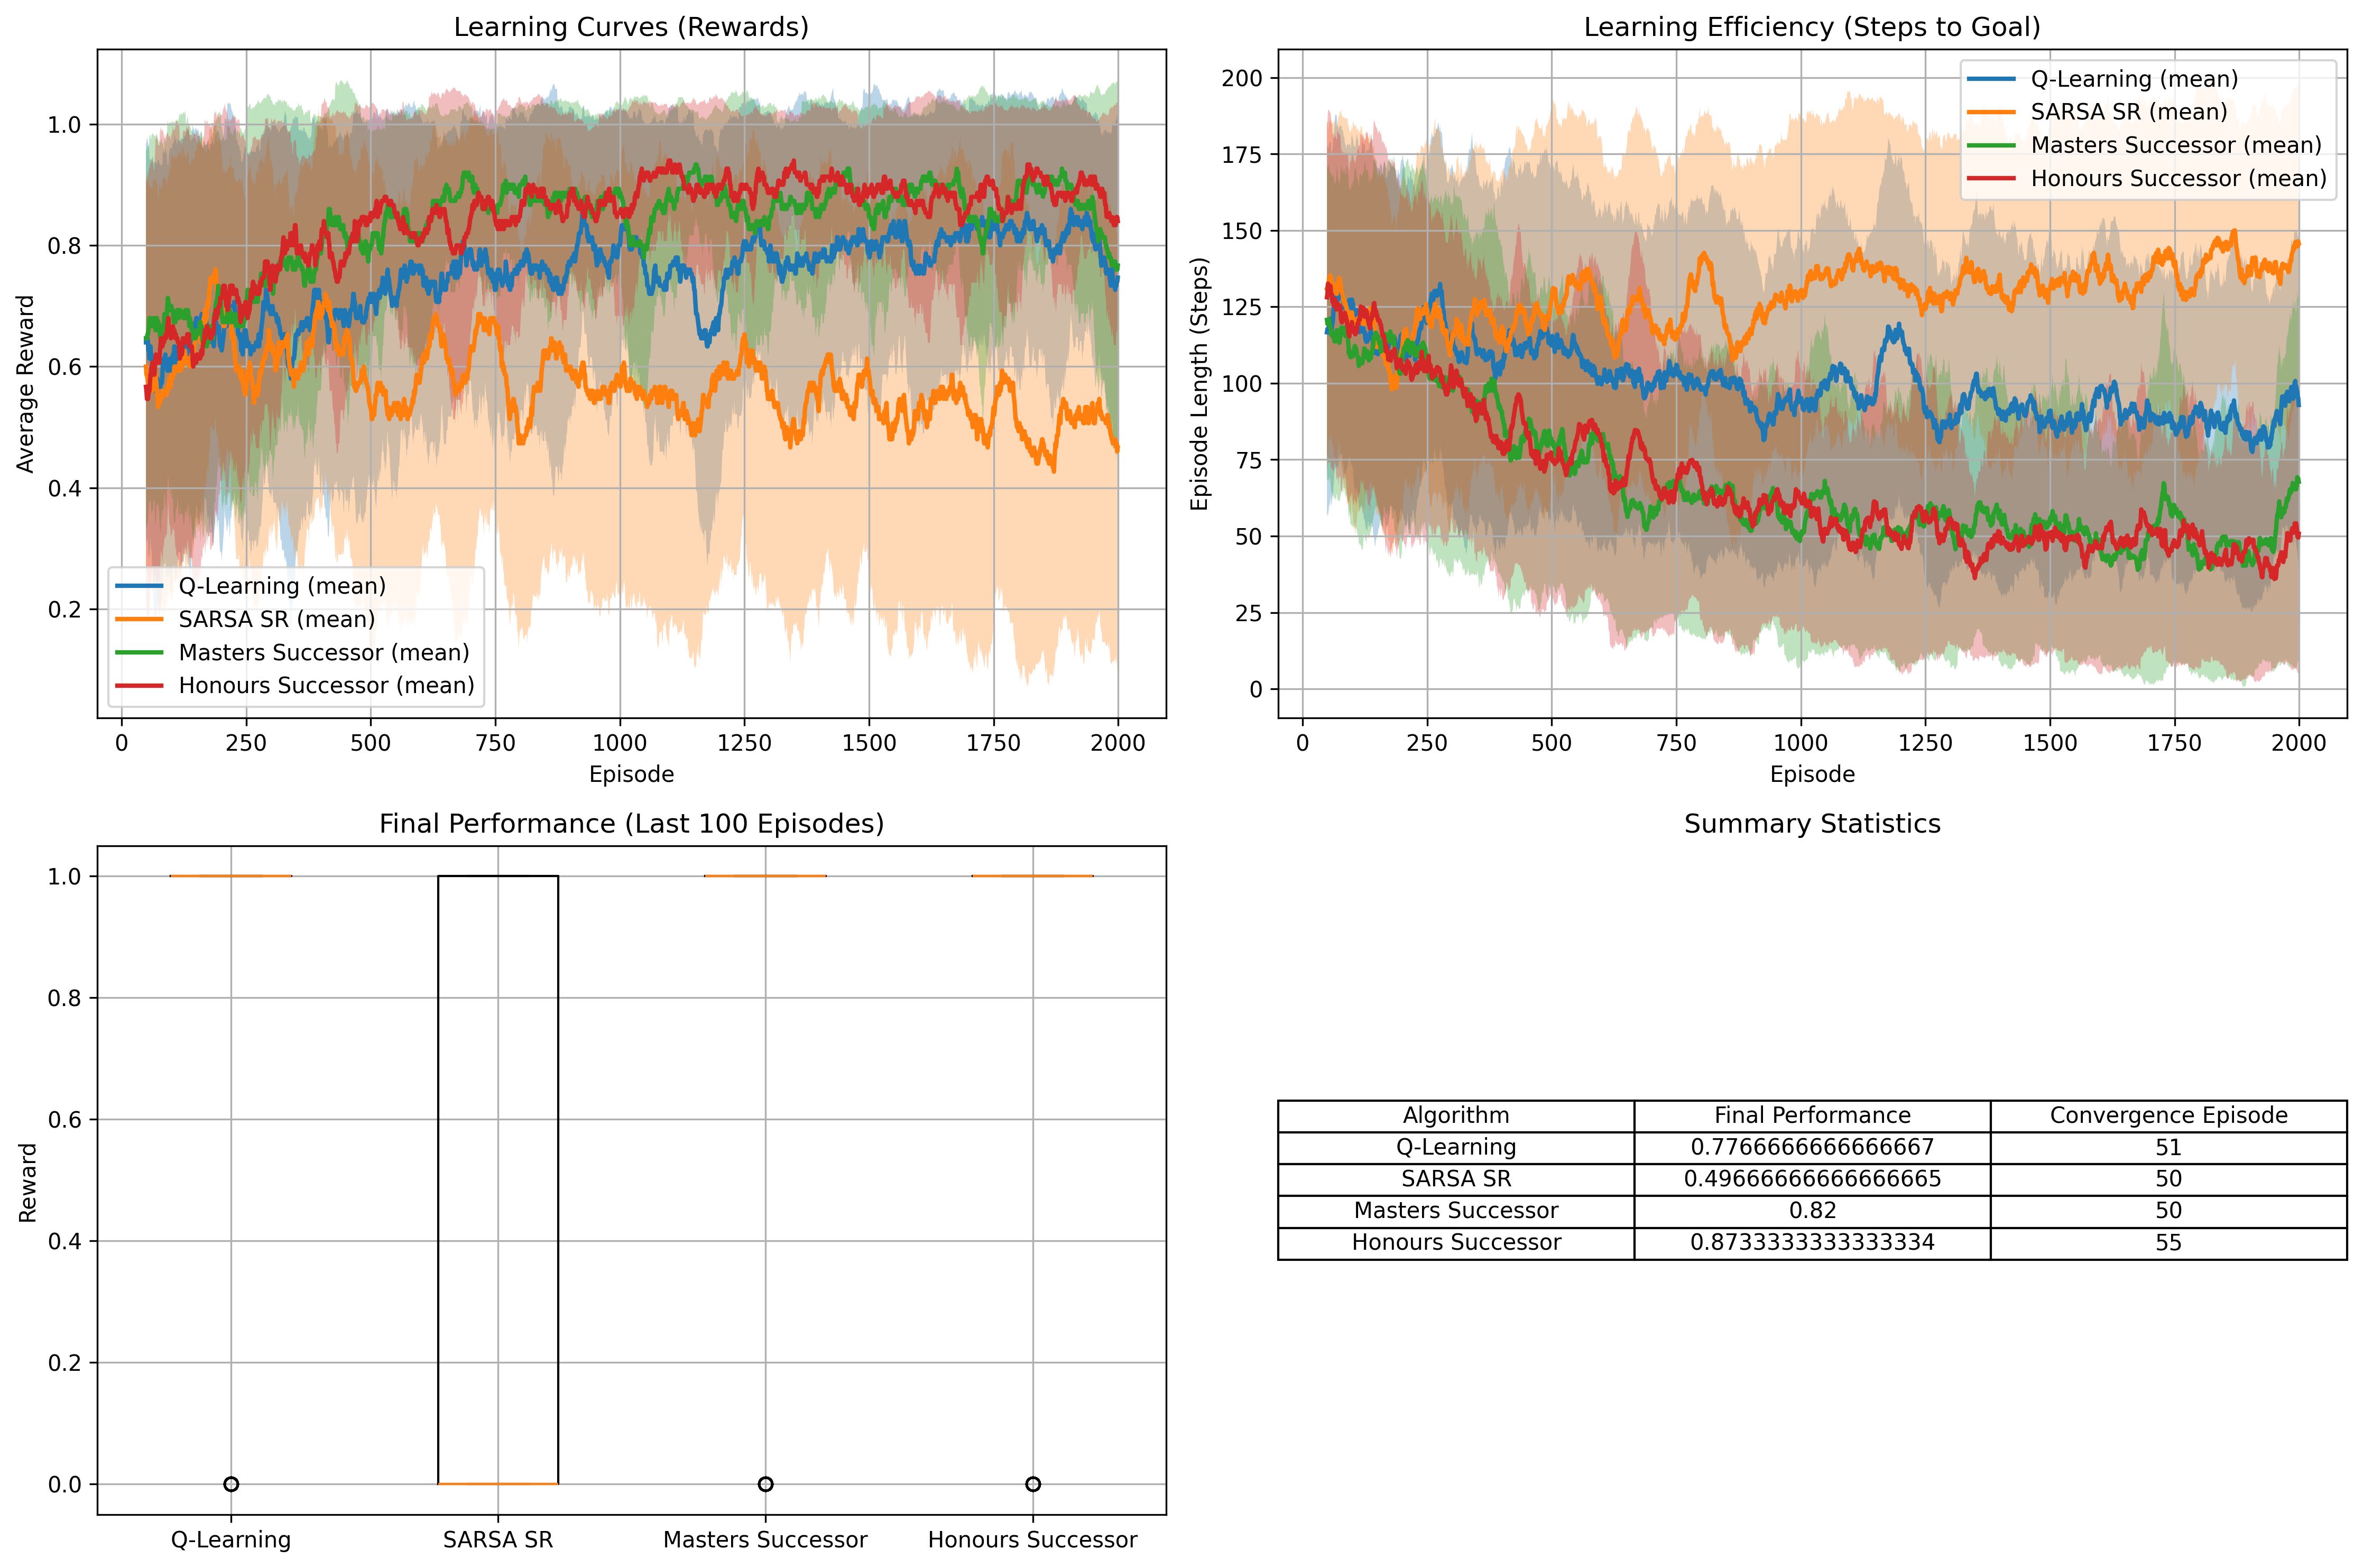 Learning Curves (Rewards)
1.0
0.8
0.6
0.4
0.2
Average Reward
Q-Learning (mean)
SARSA SR (mean)
Masters Successor (mean)
Honours Successor (mean)
0 250 500 750 1000 1250 1500 1750 2000
Episode
Learning Efficiency (Steps to Goal)
200
175
150
125
100
75
50
25
0
Episode Length (Steps)
Q-Learning (mean)
SARSA SR (mean)
Masters Successor (mean)
Honours Successor (mean)
0 250 500 750 1000 1250 1500 1750 2000
Episode
Final Performance (Last 100 Episodes)
1.0
0.8
0.6
0.4
0.2
0.0
Reward
Q-Learning SARSA SR Masters Successor Honours Successor
Summary Statistics
Algorithm Final Performance Convergence Episode
Q-Learning 0.7766666666666667 51
SARSA SR 0.49666666666666665 50
Masters Successor 0.82 50
Honours Successor 0.8733333333333334 55